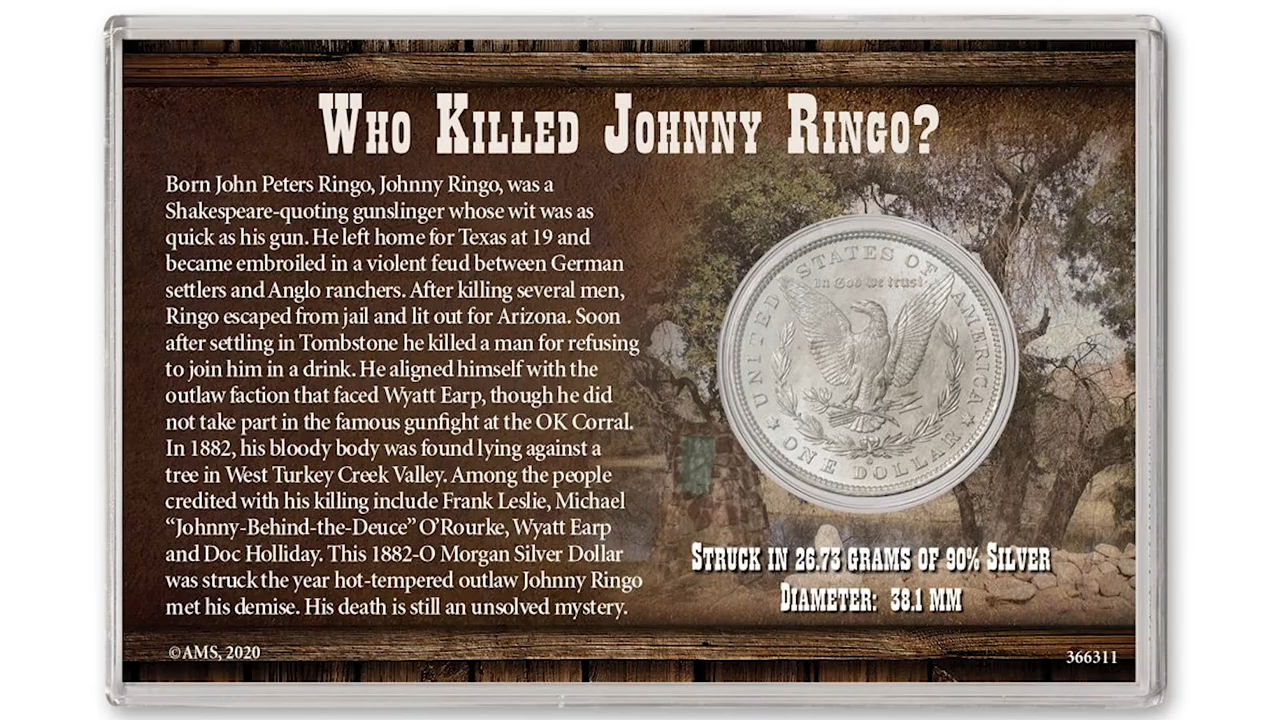 Who Killed Johnny Ringo?
Born John Peters Ringo, Johnny Ringo, was a
Shakespeare-quoting gunslinger whose wit was as
quick as his gun. He left home for Texas at 19 and
became embroiled in a violent feud between German
settlers and Anglo ranchers. After killing several men,
Ringo escaped from jail and lit out for Arizona. Soon
after settling in Tombstone he killed a man for refusing
to join him in a drink. He aligned himself with the
outlaw faction that faced Wyatt Earp, though he did
not take part in the famous gunfight at the OK Corral.
In 1882, his bloody body was found lying against a
tree in West Turkey Creek Valley. Among the people
credited with his killing include Frank Leslie, Michael
“Johnny-Behind-the-Deuce” O’Rourke, Wyatt Earp
and Doc Holliday. This 1882-O Morgan Silver Dollar
was struck the year hot-tempered outlaw Johnny Ringo
met his demise. His death is still an unsolved mystery.
UNITED STATES OF AMERICA
In God we trust
ONE DOLLAR
Struck in 26.73 grams of 90% Silver
Diameter: 38.1 mm
©AMS, 2020
366311